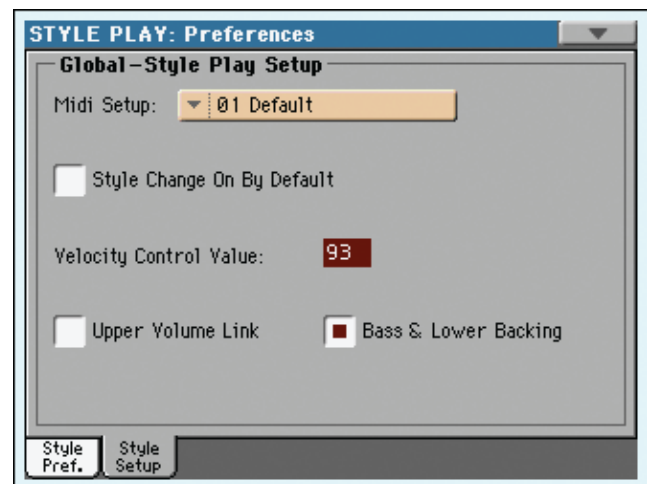 STYLE PLAY: Preferences
Global-Style Play Setup
Midi Setup: 01 Default
Style Change On By Default
Velocity Control Value: 93
Upper Volume Link Bass & Lower Backing
Style Style
Pref. Setup